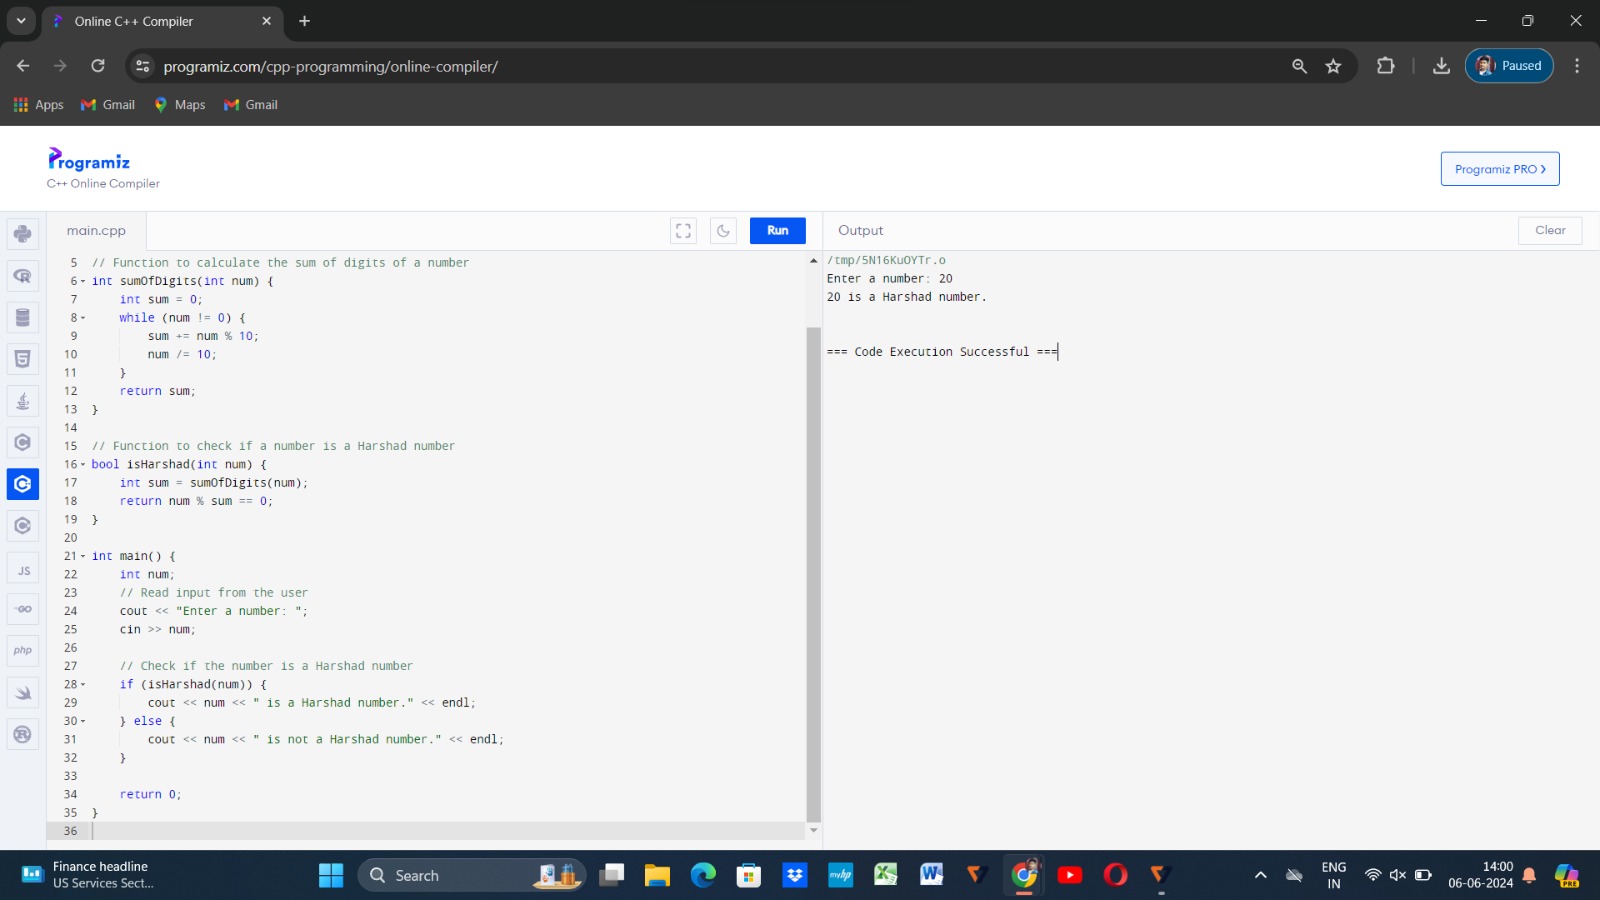 Online C++ Compiler
programiz.com/cpp-programming/online-compiler/
Paused
Apps
Gmail
Maps
Gmail
Programiz
C++ Online Compiler
Programiz PRO
main.cpp
Run
Output
Clear
5 // Function to calculate the sum of digits of a number
6 int sumOfDigits(int num) {
7 int sum = 0;
8 while (num != 0) {
9 sum += num % 10;
10 num /= 10;
11 }
12 return sum;
13 }
14
15 // Function to check if a number is a Harshad number
16 bool isHarshad(int num) {
17 int sum = sumOfDigits(num);
18 return num % sum == 0;
19 }
20
21 int main() {
22 int num;
23 // Read input from the user
24 cout << "Enter a number: ";
25 cin >> num;
26
27 // Check if the number is a Harshad number
28 if (isHarshad(num)) {
29 cout << num << " is a Harshad number." << endl;
30 } else {
31 cout << num << " is not a Harshad number." << endl;
32 }
33
34 return 0;
35 }
36
/tmp/5N16KuOYTr.o
Enter a number: 20
20 is a Harshad number.
=== Code Execution Successful ===
JS
GO
php
Finance headline
US Services Sect...
Search
myhp
ENG
IN
14:00
06-06-2024
PRE